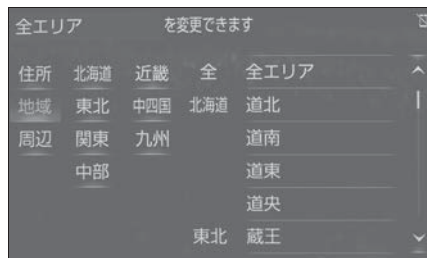 全エリア を変更できます
住所 北海道 近畿 全 全エリア
地域 東北 中四国 北海道 道北
周辺 関東 九州 道南
中部 道東
道央
東北 蔵王